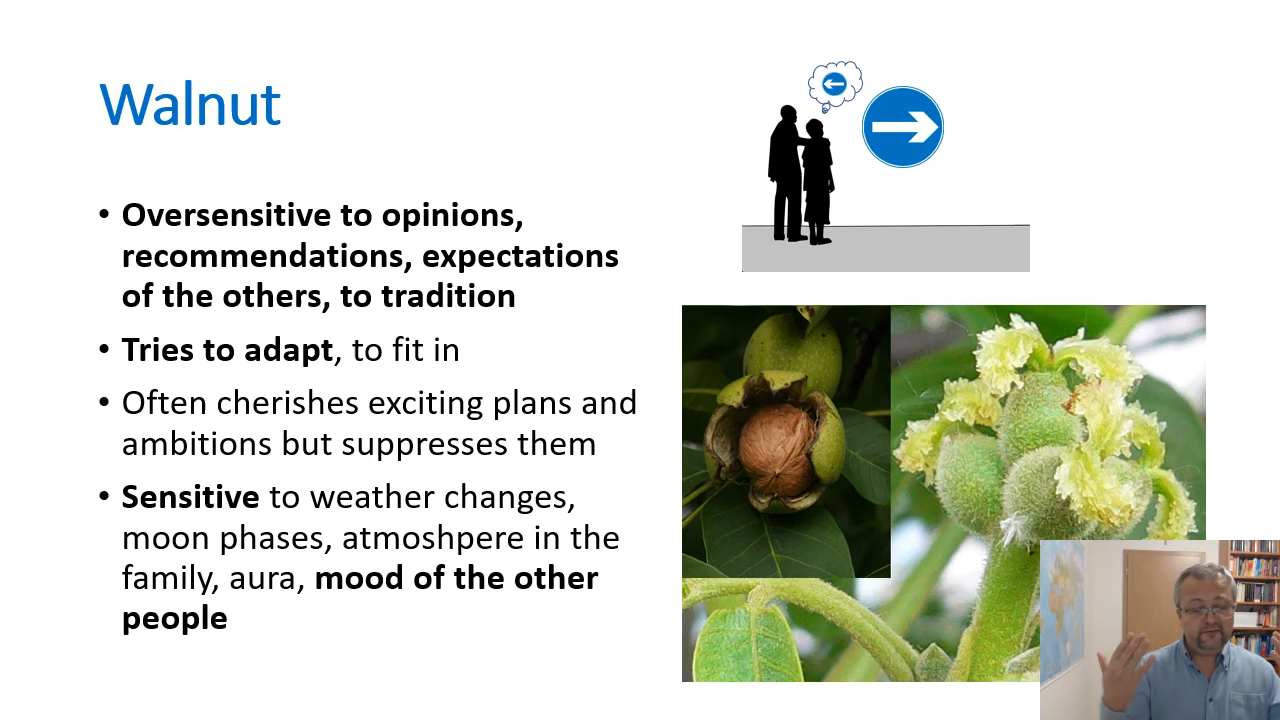 Walnut
• Oversensitive to opinions,
recommendations, expectations
of the others, to tradition
• Tries to adapt, to fit in
• Often cherishes exciting plans and
ambitions but suppresses them
• Sensitive to weather changes,
moon phases, atmoshpere in the
family, aura, mood of the other
people